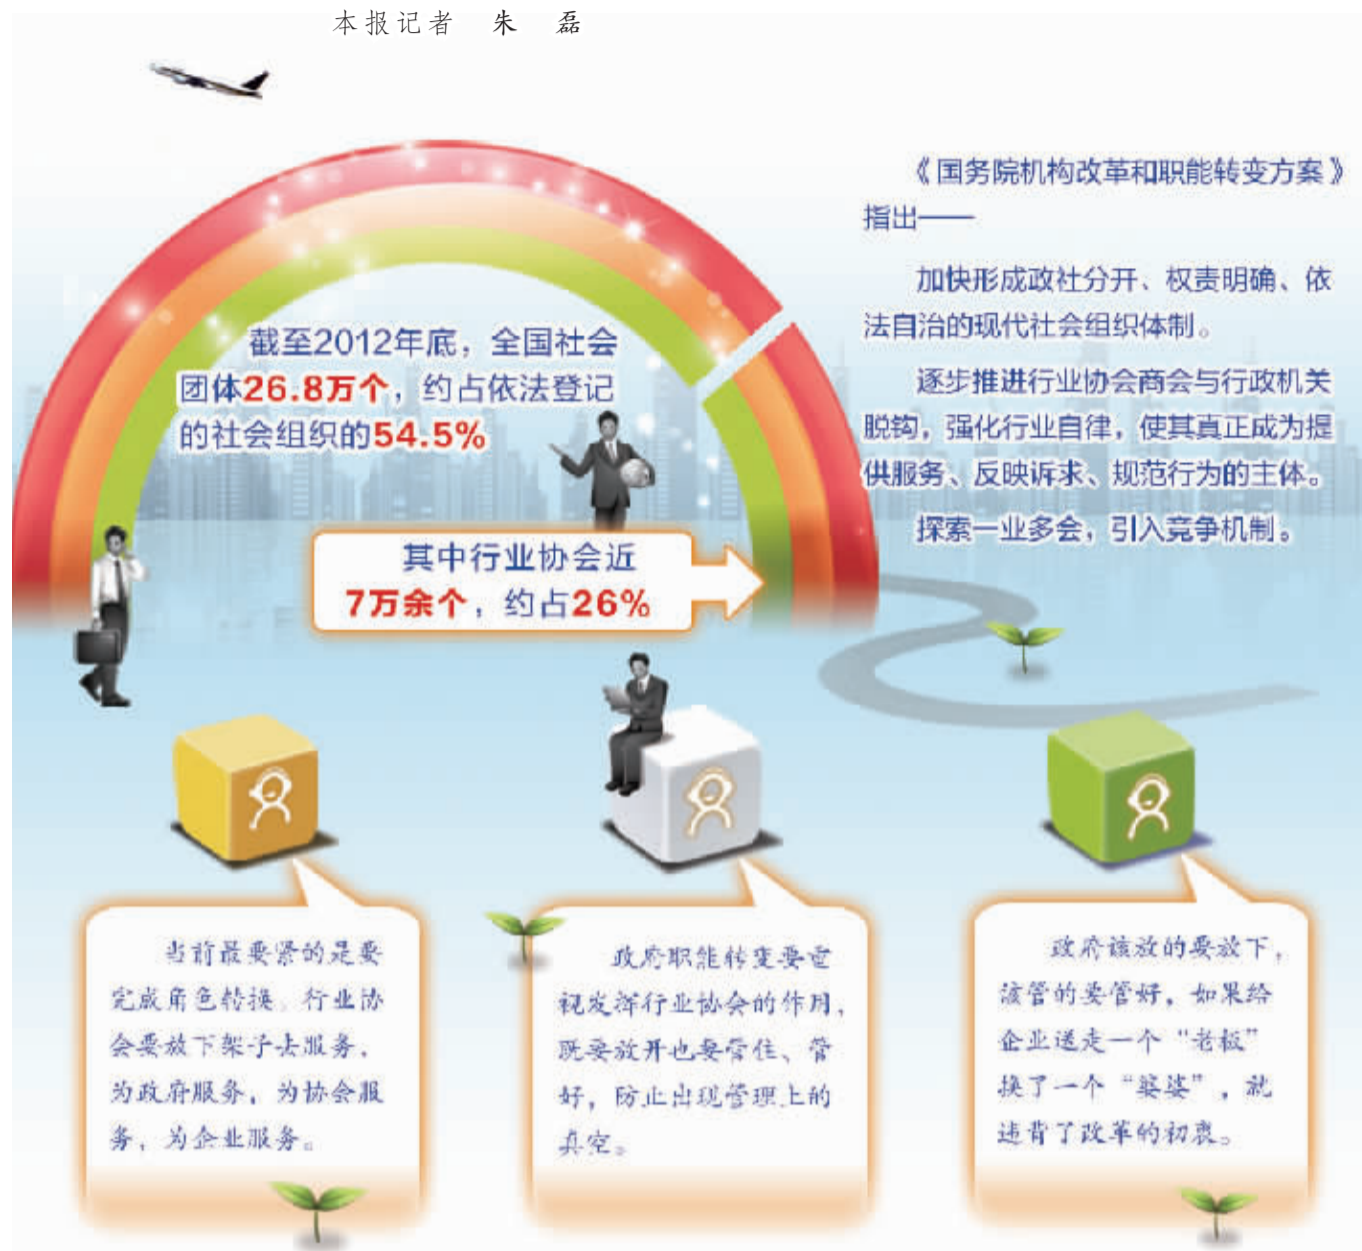 本报记者 朱 磊
截至2012年底，全国社会
团体26.8万个，约占依法登记
的社会组织的54.5%
其中行业协会近
7万余个，约占26%
《国务院机构改革和职能转变方案》
指出——
加快形成政社分开、权责明确、依
法自治的现代社会组织体制。
逐步推进行业协会商会与行政机关
脱钩，强化行业自律，使其真正成为提
供服务、反映诉求、规范行为的主体。
探索一业多会，引入竞争机制。
当前最要紧的是要
完成角色转换，行业协
会要放下架子去服务，
为政府服务，为协会服
务，为企业服务。
政府职能转变要重
视发挥行业协会的作用，
既要放开也要管住、管
好，防止出现管理上的
真空。
政府该放的要放下，
该管的要管好，如果给
企业送走一个“老板”
换了一个“婆婆”，就
违背了改革的初衷。